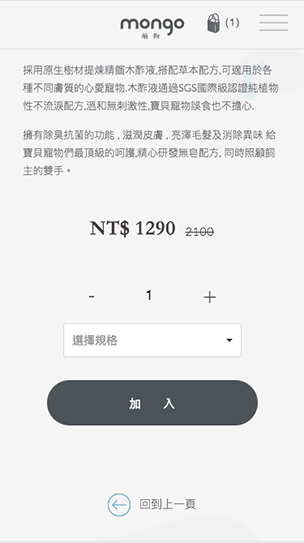 mongo
萌狗
(1)
採用原生樹材提煉精餾木酢液,搭配草本配方,可適用於各
種不同膚質的心愛寵物.木酢液通過SGS國際級認證純植物
性不流淚配方,溫和無刺激性,寶貝寵物誤食也不擔心.
擁有除臭抗菌的功能 , 滋潤皮膚 , 亮澤毛髮及消除異味 給
寶貝寵物們最頂級的呵護,精心研發無皂配方, 同時照顧飼
主的雙手。
NT$ 1290 2100
- 1 +
選擇規格
加 入
回到上一頁